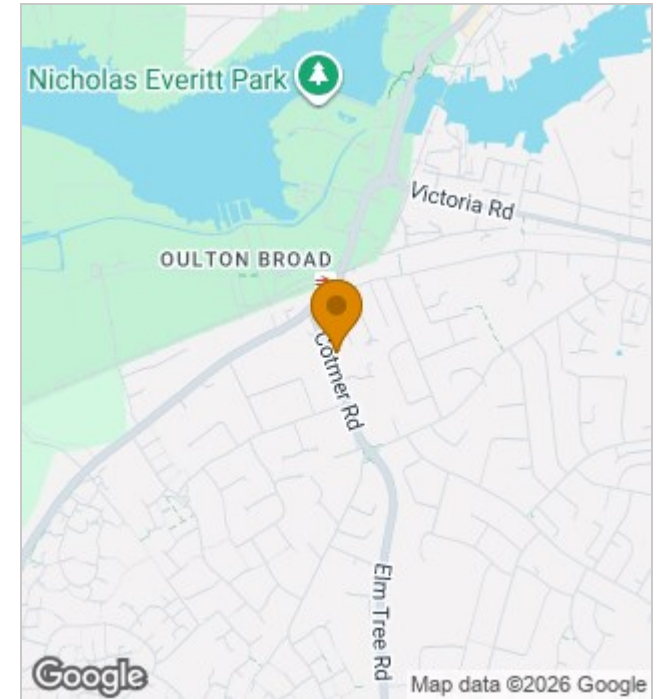 Nicholas Everitt Park
Victoria Rd
OULTON BROAD
Cotmer Rd
Elm Tree Rd
Google
Map data ©2026 Google